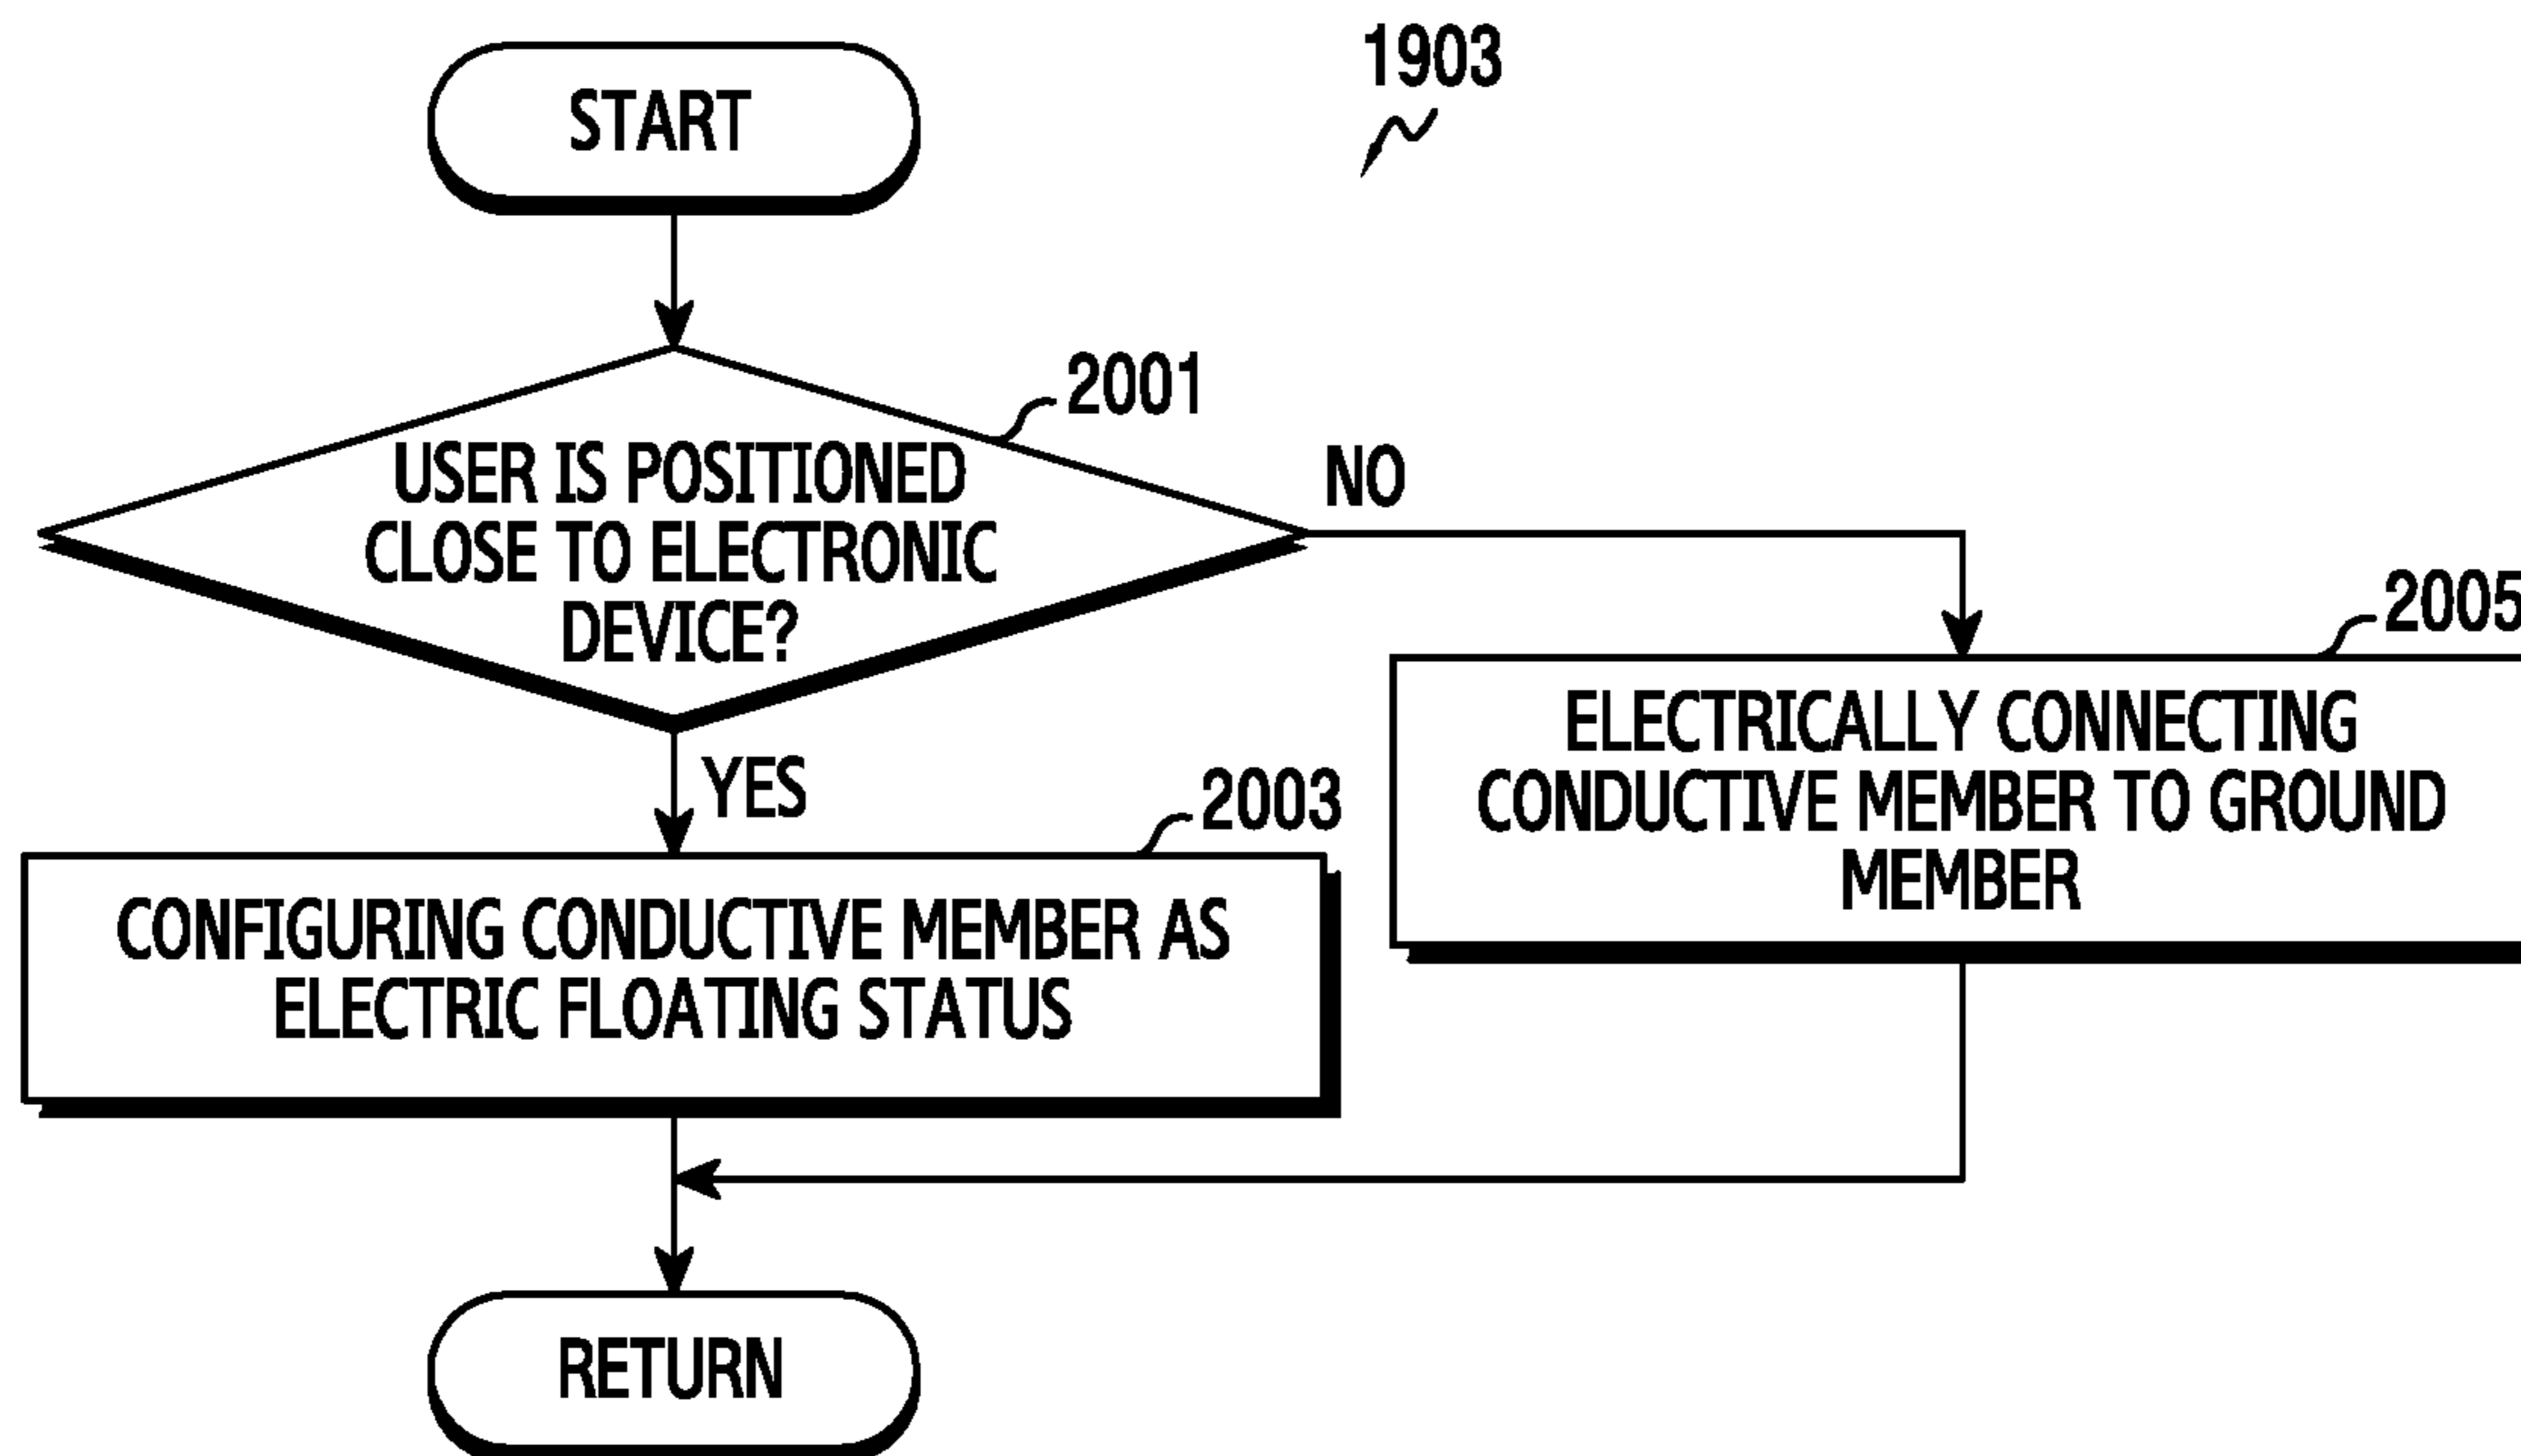 START
1903
2001
USER IS POSITIONED
CLOSE TO ELECTRONIC
DEVICE?
NO
YES
2003
CONFIGURING CONDUCTIVE MEMBER AS
ELECTRIC FLOATING STATUS
2005
ELECTRICALLY CONNECTING
CONDUCTIVE MEMBER TO GROUND
MEMBER
RETURN